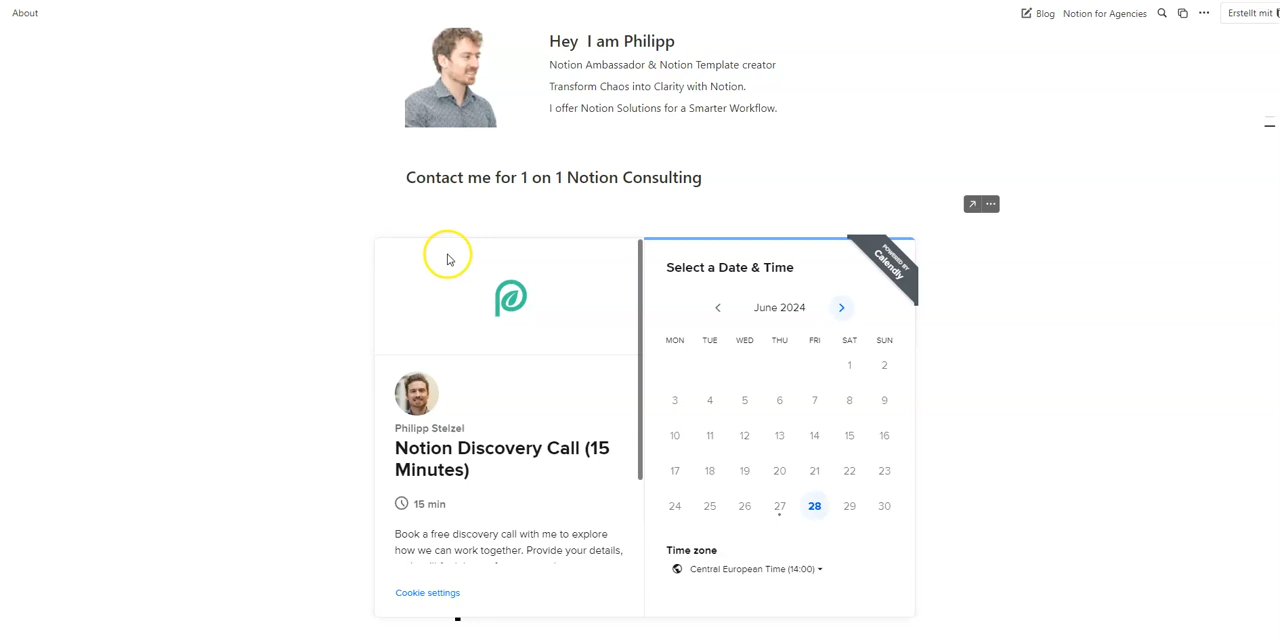 About
Blog Notion for Agencies ••• Erstellt mit
Hey I am Philipp
Notion Ambassador & Notion Template creator
Transform Chaos into Clarity with Notion.
I offer Notion Solutions for a Smarter Workflow.
Contact me for 1 on 1 Notion Consulting
Philipp Stelzel
Notion Discovery Call (15
Minutes)
15 min
Book a free discovery call with me to explore
how we can work together. Provide your details,
Cookie settings
POWERED BY
Calendly
Select a Date & Time
June 2024
MON TUE WED THU FRI SAT SUN
1 2
3 4 5 6 7 8 9
10 11 12 13 14 15 16
17 18 19 20 21 22 23
24 25 26 27 28 29 30
Time zone
Central European Time (14:00)